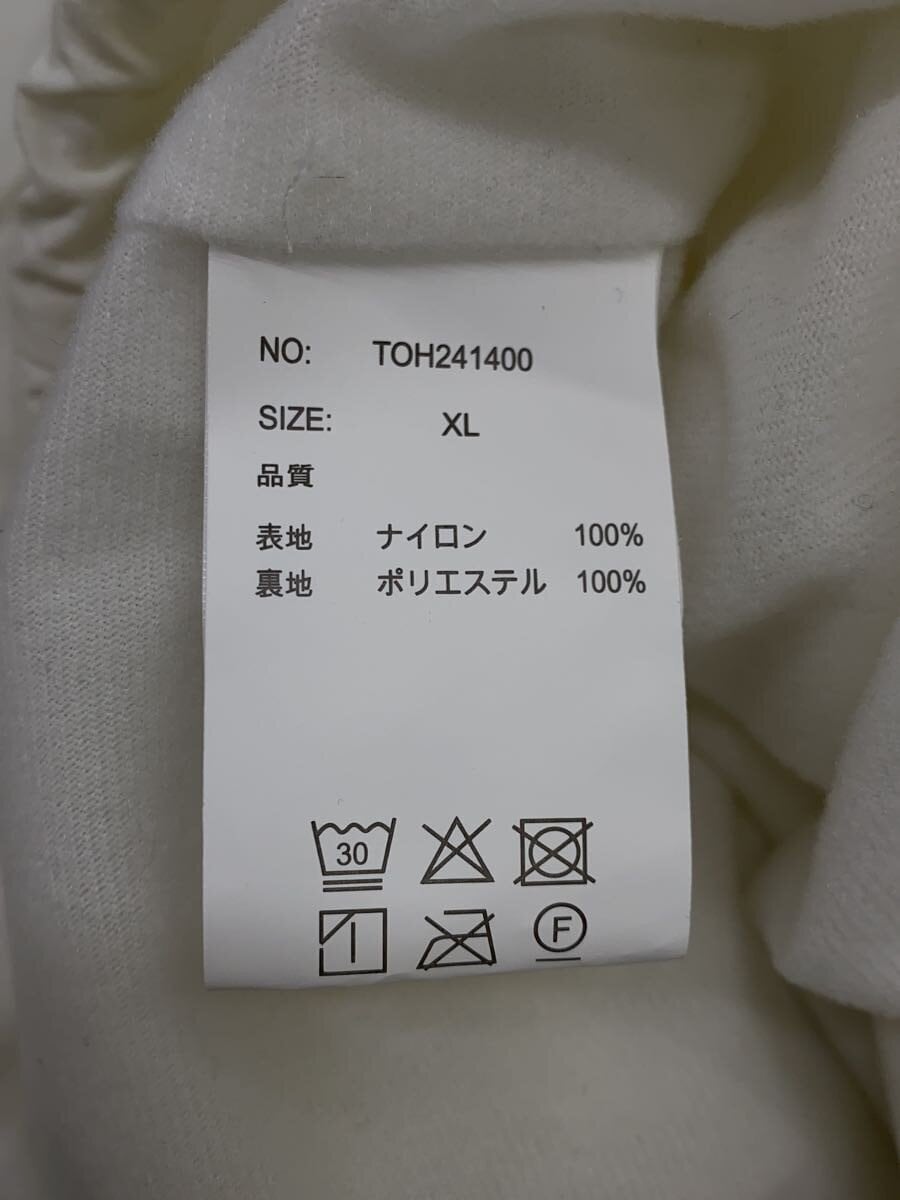 NO: TOH241400
SIZE: XL
品質
表地 ナイロン 100%
裏地 ポリエステル 100%
30
F